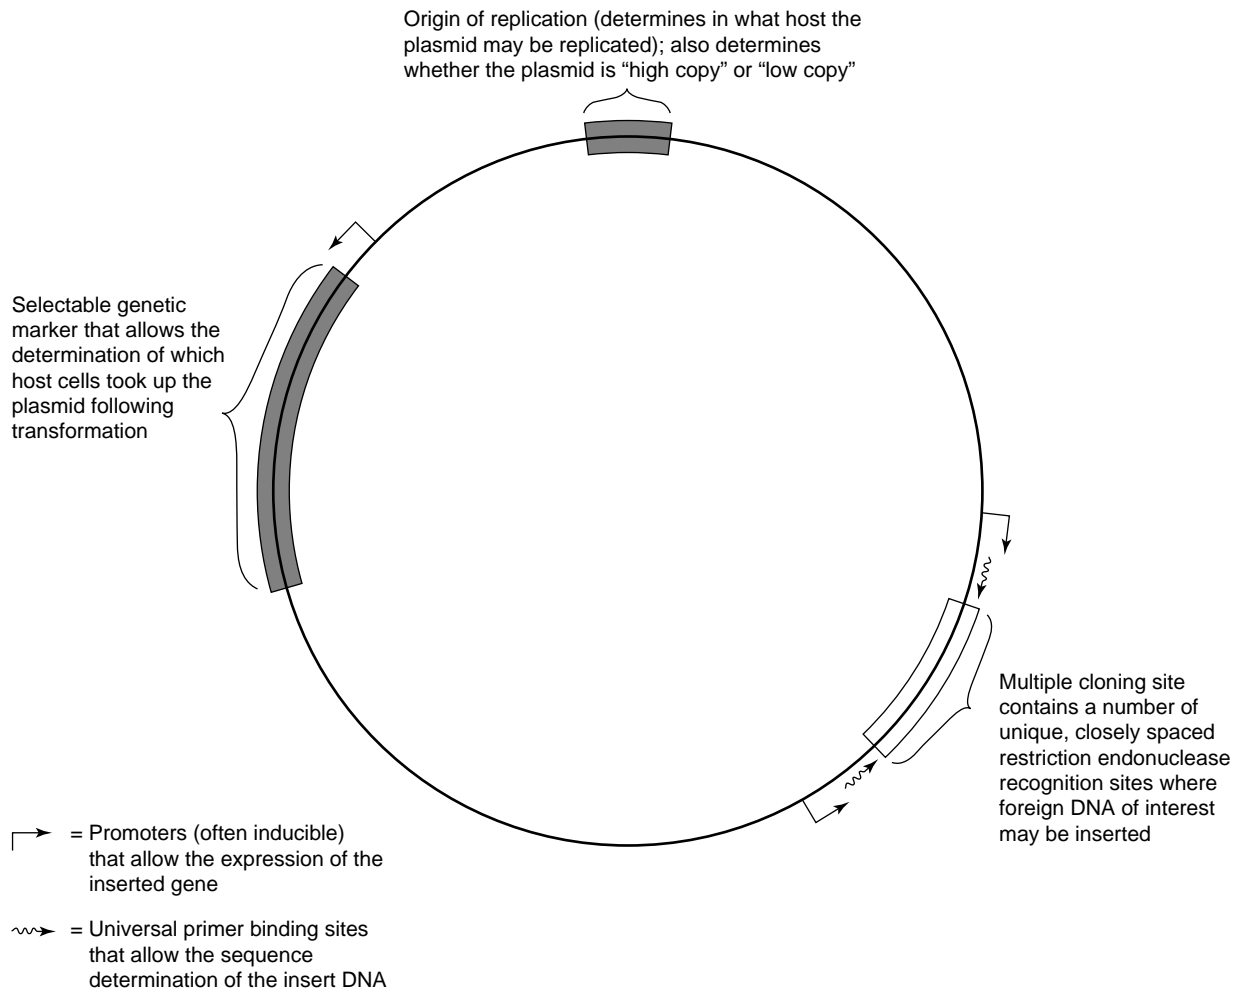 Origin of replication (determines in what host the
plasmid may be replicated); also determines
whether the plasmid is “high copy” or “low copy”
Selectable genetic
marker that allows the
determination of which
host cells took up the
plasmid following
transformation
Multiple cloning site
contains a number of
unique, closely spaced
restriction endonuclease
recognition sites where
foreign DNA of interest
may be inserted
= Promoters (often inducible)
that allow the expression of the
inserted gene
= Universal primer binding sites
that allow the sequence
determination of the insert DNA